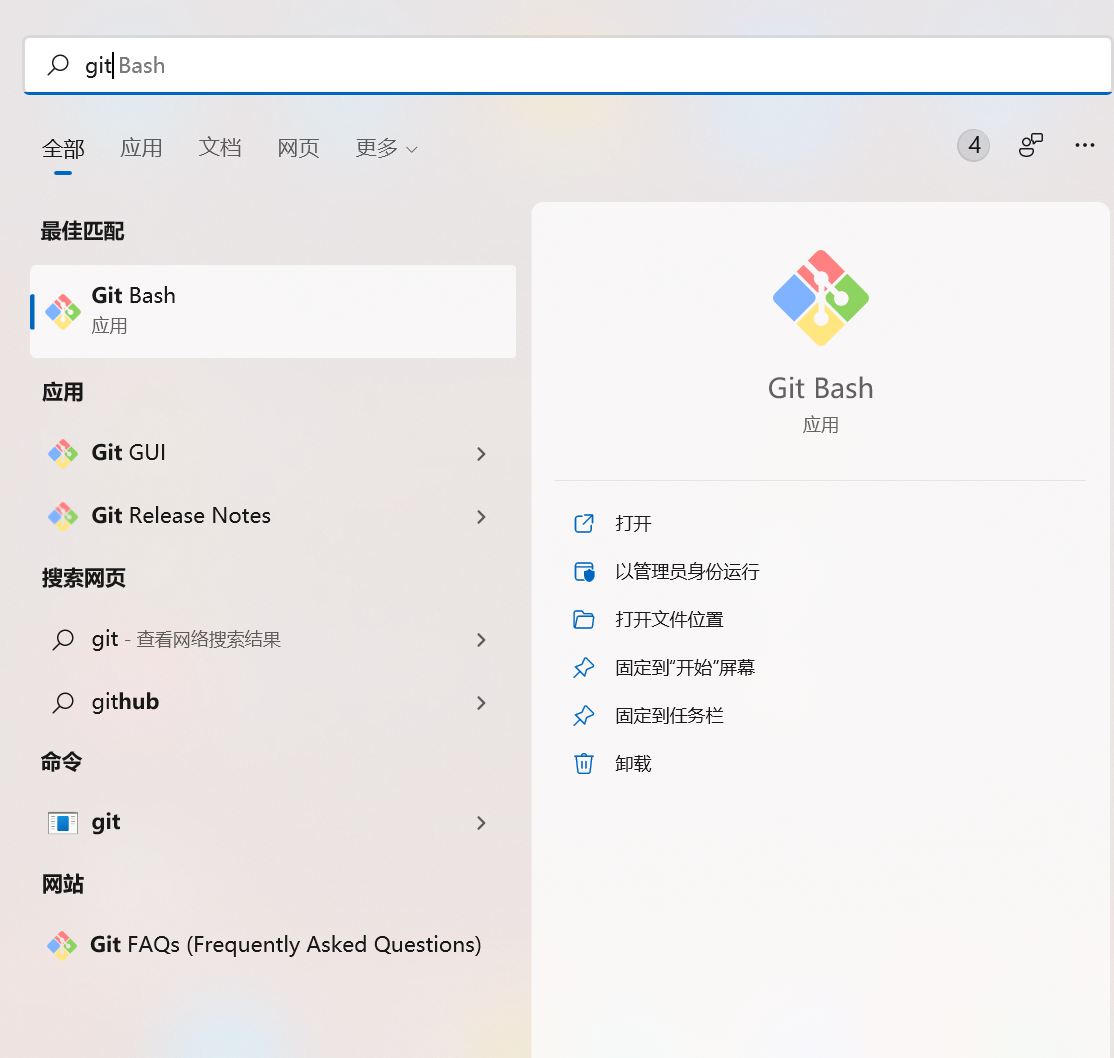 git Bash
全部 应用 文档 网页 更多 4
最佳匹配
Git Bash
应用
应用
Git GUI
Git Release Notes
搜索网页
git - 查看网络搜索结果
github
命令
git
网站
Git FAQs (Frequently Asked Questions)
Git Bash
应用
打开
以管理员身份运行
打开文件位置
固定到“开始”屏幕
固定到任务栏
卸载